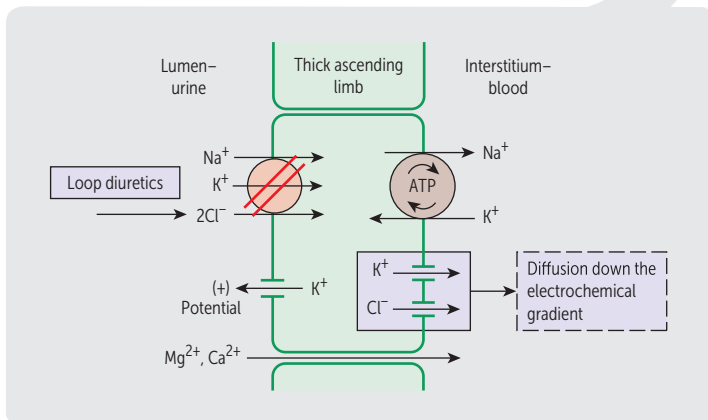 Lumen–
urine
Thick ascending
limb
Interstitium–
blood
Loop diuretics
Na⁺
K⁺
2Cl⁻
ATP
Na⁺
K⁺
(+)
Potential
K⁺
K⁺
Cl⁻
Diffusion down the
electrochemical
gradient
Mg²⁺, Ca²⁺